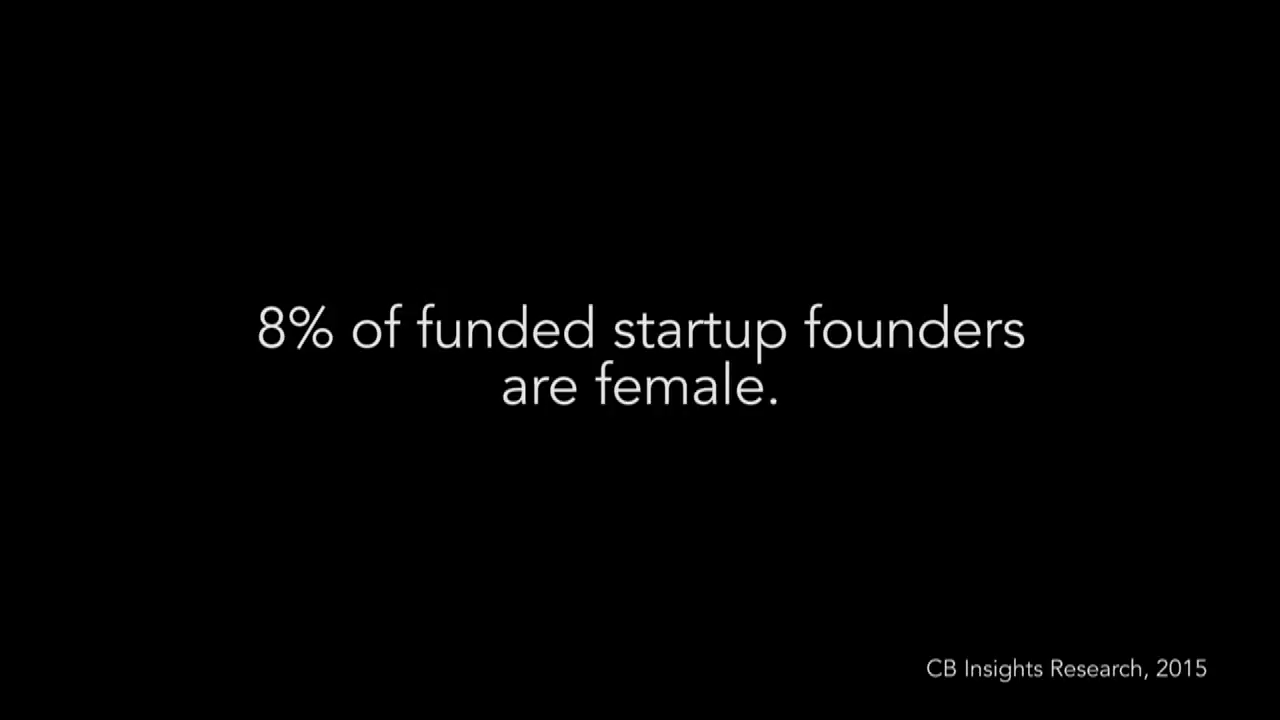 8% of funded startup founders
are female.
CB Insights Research, 2015